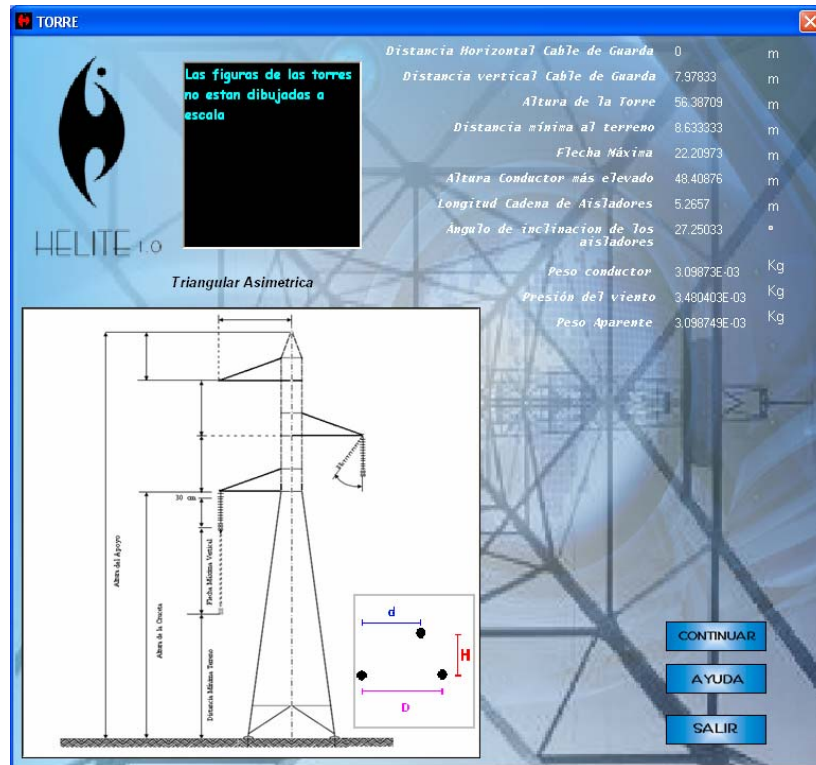 TORRE
Las figuras de las torres
no estan dibujadas a
escala
HELITE 1.0
Triangular Asimetrica
Distancia Horizontal Cable de Guarda 0 m
Distancia vertical Cable de Guarda 7.97833 m
Altura de la Torre 56.38709 m
Distancia mínima al terreno 8.633333 m
Flecha Máxima 22.20973 m
Altura Conductor más elevado 48.40876 m
Longitud Cadena de Aisladores 5.2657 m
Angulo de inclinacion de los 27.25033 °
aisladores
Peso conductor 3.09873E-03 Kg
Presión del viento 3.480403E-03 Kg
Peso Aparente 3.098749E-03 Kg
30 cm
Altura del Apoyo
Altura de la Cruceta
Flecha Máxima Vertical
Distancia Mínima Terreno
d
H
D
CONTINUAR
AYUDA
SALIR